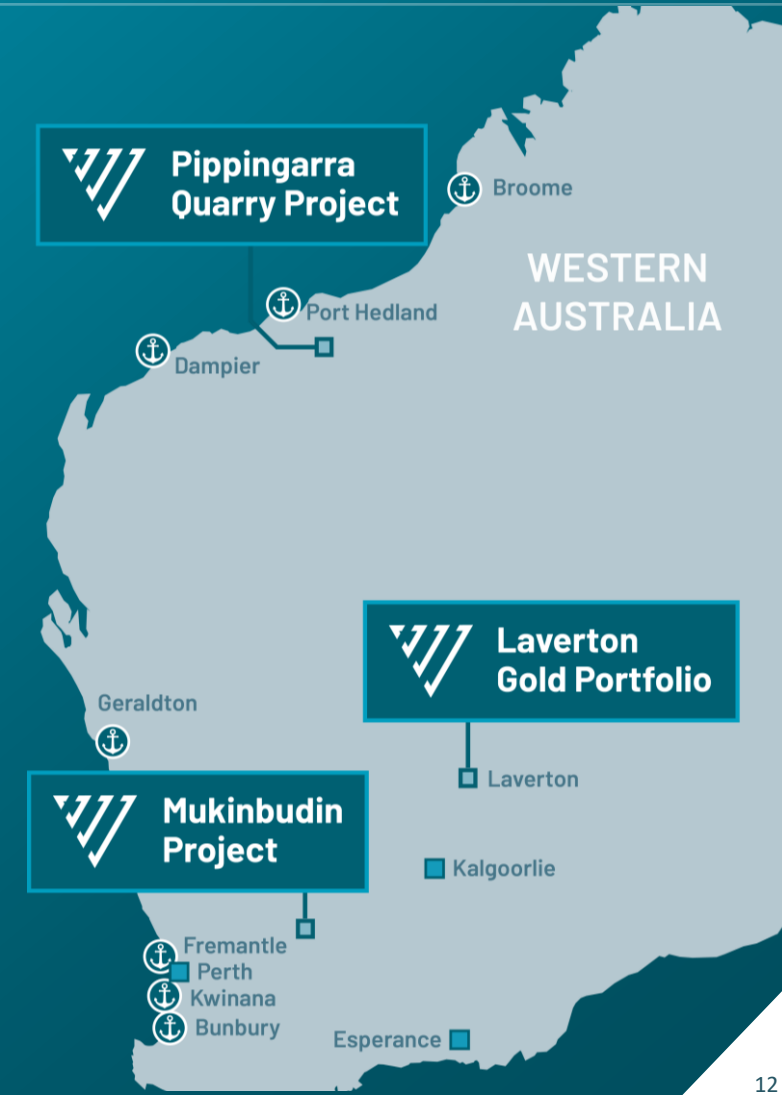 Pippingarra
Quarry Project
Broome
WESTERN
AUSTRALIA
Port Hedland
Dampier
Laverton
Gold Portfolio
Geraldton
Laverton
Mukinbudin
Project
Kalgoorlie
Fremantle
Perth
Kwinana
Bunbury
Esperance
12